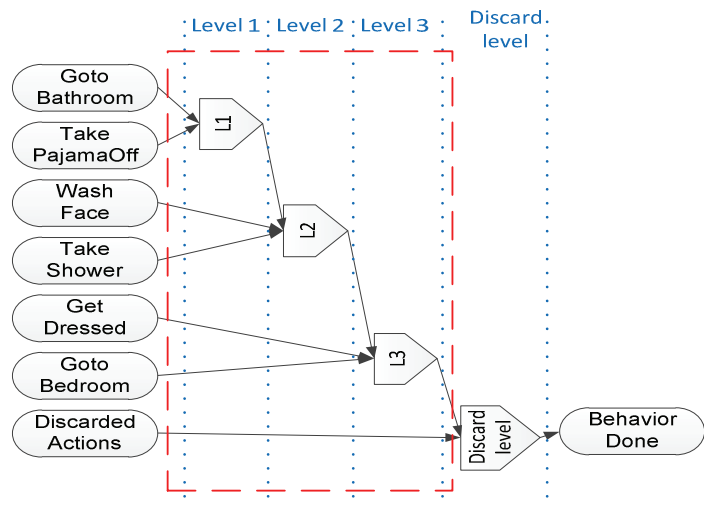 Level 1
Level 2
Level 3
Discard
level
Goto
Bathroom
Take
PajamaOff
Wash
Face
Take
Shower
Get
Dressed
Goto
Bedroom
Discarded
Actions
L1
L2
L3
Discard
level
Behavior
Done